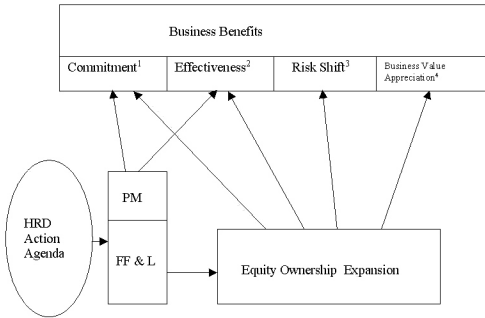 Business Benefits
Commitment¹
Effectiveness²
Risk Shift³
Business Value
Appreciation⁴
PM
HRD
Action
Agenda
FF & L
Equity Ownership Expansion